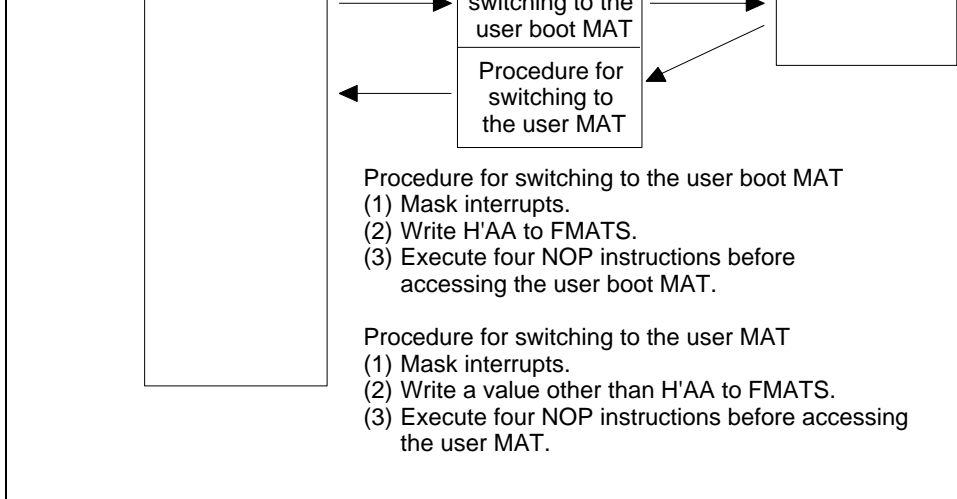 switching to the
user boot MAT
Procedure for
switching to
the user MAT
Procedure for switching to the user boot MAT
(1) Mask interrupts.
(2) Write H'AA to FMATS.
(3) Execute four NOP instructions before
accessing the user boot MAT.
Procedure for switching to the user MAT
(1) Mask interrupts.
(2) Write a value other than H'AA to FMATS.
(3) Execute four NOP instructions before accessing
the user MAT.